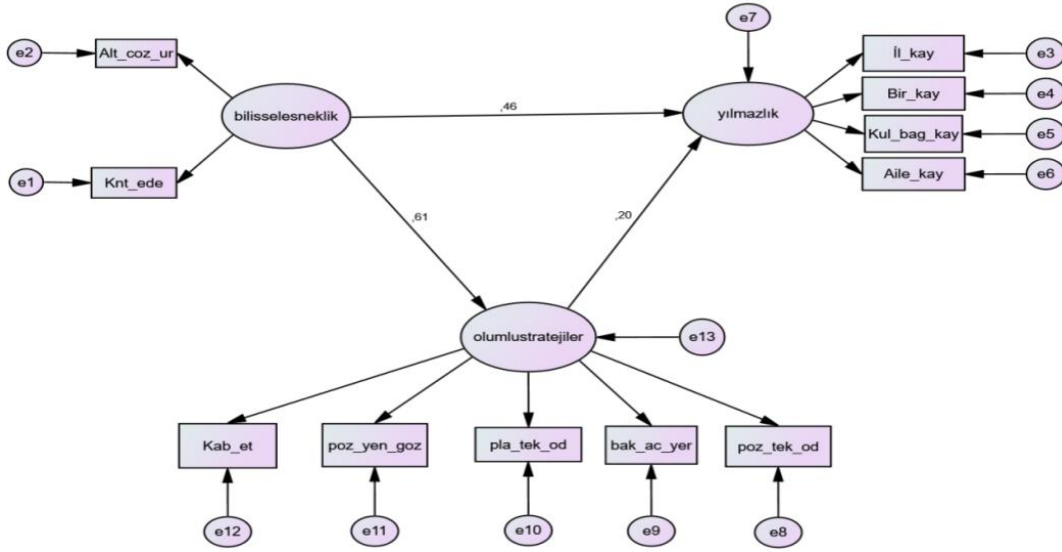 e7
e2
Alt_coz_ur
İl_kay
e3
Bir_kay
e4
bilisselesneklik
,46
yılmazlık
Kul_bag_kay
e5
e1
Knt_ede
Aile_kay
e6
,61
,20
olumlustratejiler
e13
Kab_et
poz_yen_goz
pla_tek_od
bak_ac_yer
poz_tek_od
e12
e11
e10
e9
e8